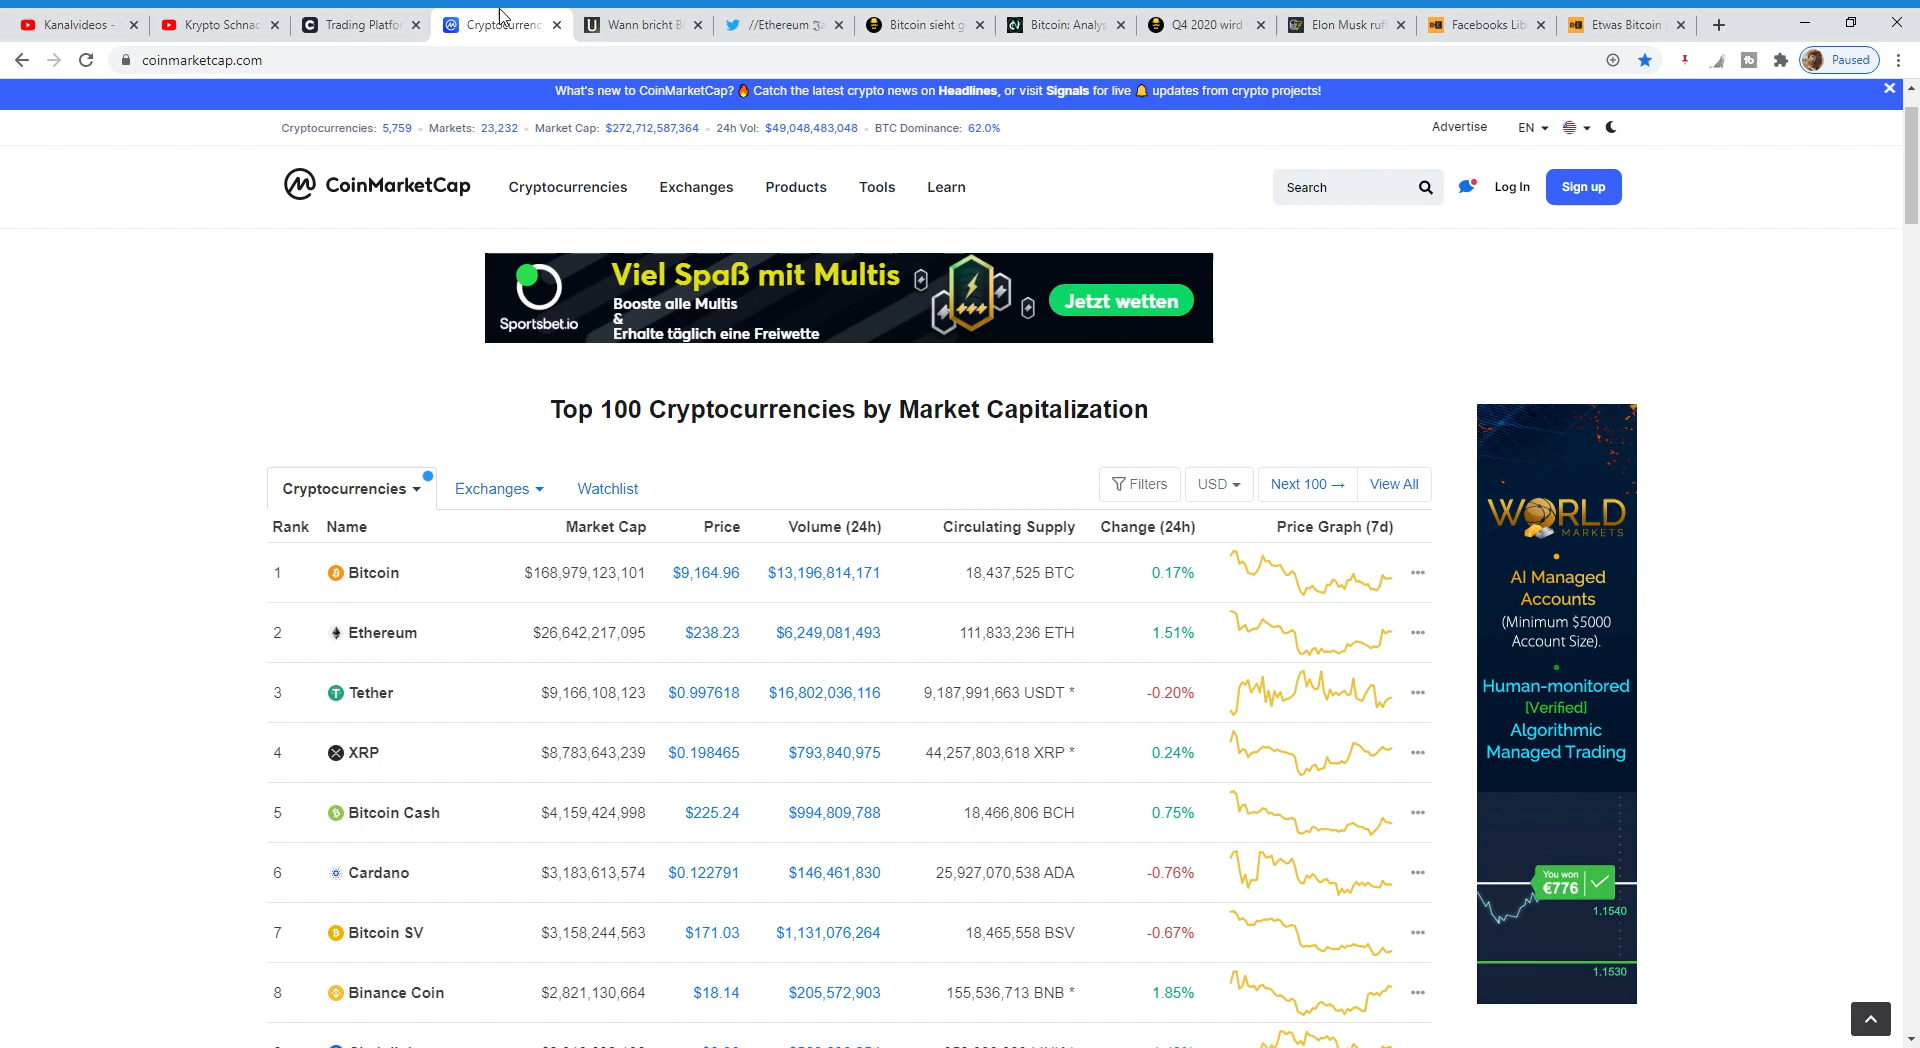 Kanalvideos -
Krypto Schnac
Trading Platfo
Cryptocurrenc
Wann bricht B
//Ethereum
Bitcoin sieht g
Bitcoin: Analys
Q4 2020 wird
Elon Musk ruft
Facebooks Lib
Etwas Bitcoin
coinmarketcap.com
Paused
What's new to CoinMarketCap? 🔥 Catch the latest crypto news on Headlines, or visit Signals for live 🔔 updates from crypto projects!
Cryptocurrencies: 5,759 • Markets: 23,232 • Market Cap: $272,712,587,364 • 24h Vol: $49,048,483,048 • BTC Dominance: 62.0%
Advertise
EN
CoinMarketCap
Cryptocurrencies Exchanges Products Tools Learn
Search
Log In
Sign up
Sportsbet.io
Viel Spaß mit Multis
Booste alle Multis
&
Erhalte täglich eine Freiwette
Jetzt wetten
Top 100 Cryptocurrencies by Market Capitalization
Cryptocurrencies Exchanges Watchlist
Filters USD Next 100 → View All
Rank Name Market Cap Price Volume (24h) Circulating Supply Change (24h) Price Graph (7d)
1 Bitcoin $168,979,123,101 $9,164.96 $13,196,814,171 18,437,525 BTC 0.17%
2 Ethereum $26,642,217,095 $238.23 $6,249,081,493 111,833,236 ETH 1.51%
3 Tether $9,166,108,123 $0.997618 $16,802,036,116 9,187,991,663 USDT * -0.20%
4 XRP $8,783,643,239 $0.198465 $793,840,975 44,257,803,618 XRP * 0.24%
5 Bitcoin Cash $4,159,424,998 $225.24 $994,809,788 18,466,806 BCH 0.75%
6 Cardano $3,183,613,574 $0.122791 $146,461,830 25,927,070,538 ADA -0.76%
7 Bitcoin SV $3,158,244,563 $171.03 $1,131,076,264 18,465,558 BSV -0.67%
8 Binance Coin $2,821,130,664 $18.14 $205,572,903 155,536,713 BNB * 1.85%
WORLD
MARKETS
AI Managed
Accounts
(Minimum $5000
Account Size).
Human-monitored
[Verified]
Algorithmic
Managed Trading
You won
€776
1.1540
1.1530